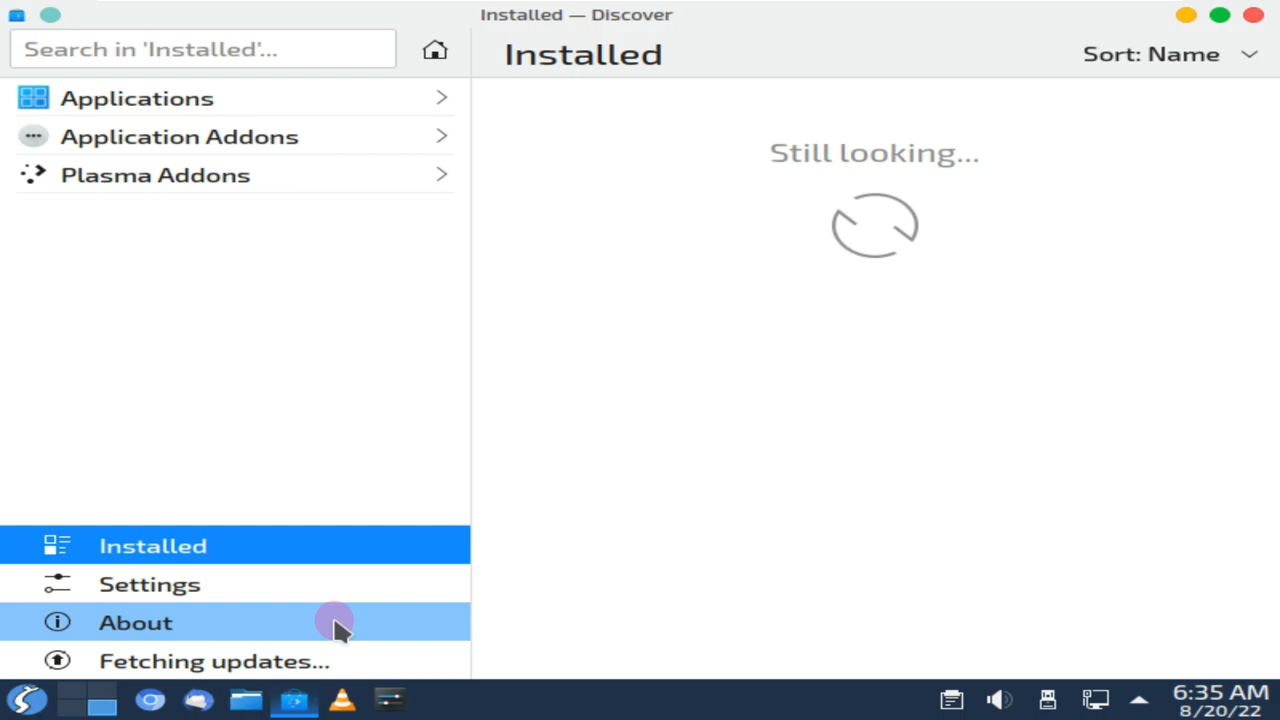 Installed — Discover
Search in 'Installed'...
Installed
Sort: Name
Applications
Application Addons
Plasma Addons
Still looking...
Installed
Settings
About
Fetching updates...
6:35 AM
8/20/22